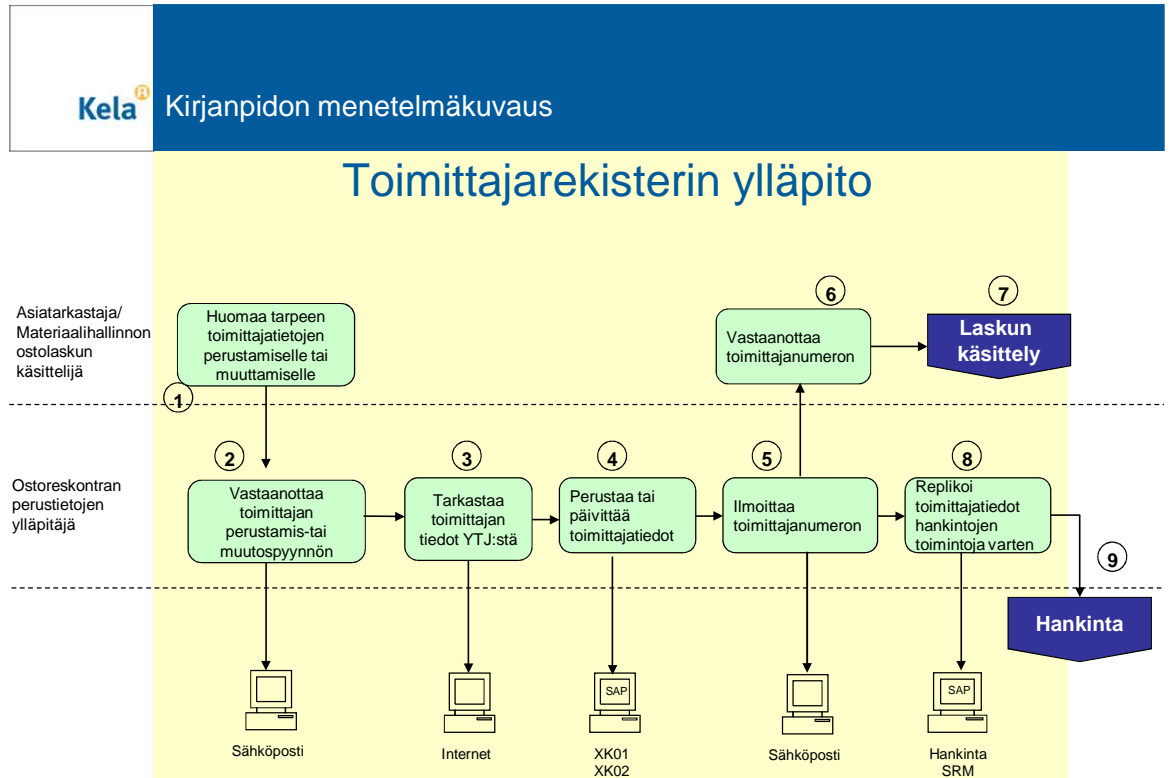 Kela
Kirjanpidon menetelmäkuvaus
Toimittajarekisterin ylläpito
Asiatarkastaja/
Materiaalihallinnon
ostolaskun
käsittelijä
1
Huomaa tarpeen
toimittajatietojen
perustamiselle tai
muuttamiselle
6
Vastaanottaa
toimittajanumeron
7
Laskun
käsittely
Ostoreskontran
perustietojen
ylläpitäjä
2
Vastaanottaa
toimittajan
perustamis-tai
muutospyynnön
3
Tarkastaa
toimittajan
tiedot YTJ:stä
4
Perustaa tai
päivittää
toimittajatiedot
5
Ilmoittaa
toimittajanumeron
8
Replikoi
toimittajatiedot
hankintojen
toimintoja varten
9
Hankinta
Sähköposti
Internet
SAP
XK01
XK02
Sähköposti
SAP
Hankinta
SRM